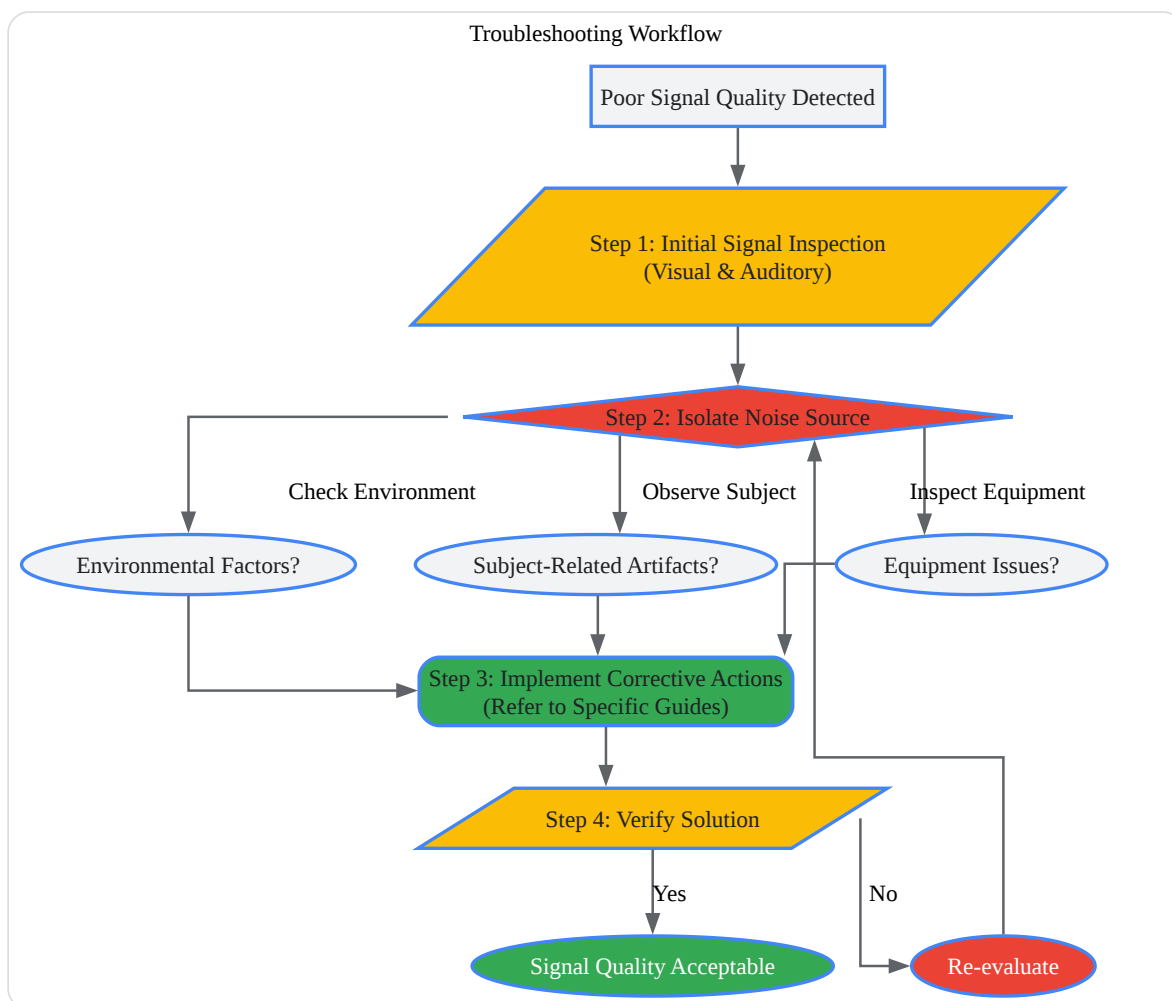 Troubleshooting Workflow
Poor Signal Quality Detected
Step 1: Initial Signal Inspection
(Visual & Auditory)
Step 2: Isolate Noise Source
Check Environment
Observe Subject
Inspect Equipment
Environmental Factors?
Subject-Related Artifacts?
Equipment Issues?
Step 3: Implement Corrective Actions
(Refer to Specific Guides)
Step 4: Verify Solution
Yes
No
Signal Quality Acceptable
Re-evaluate